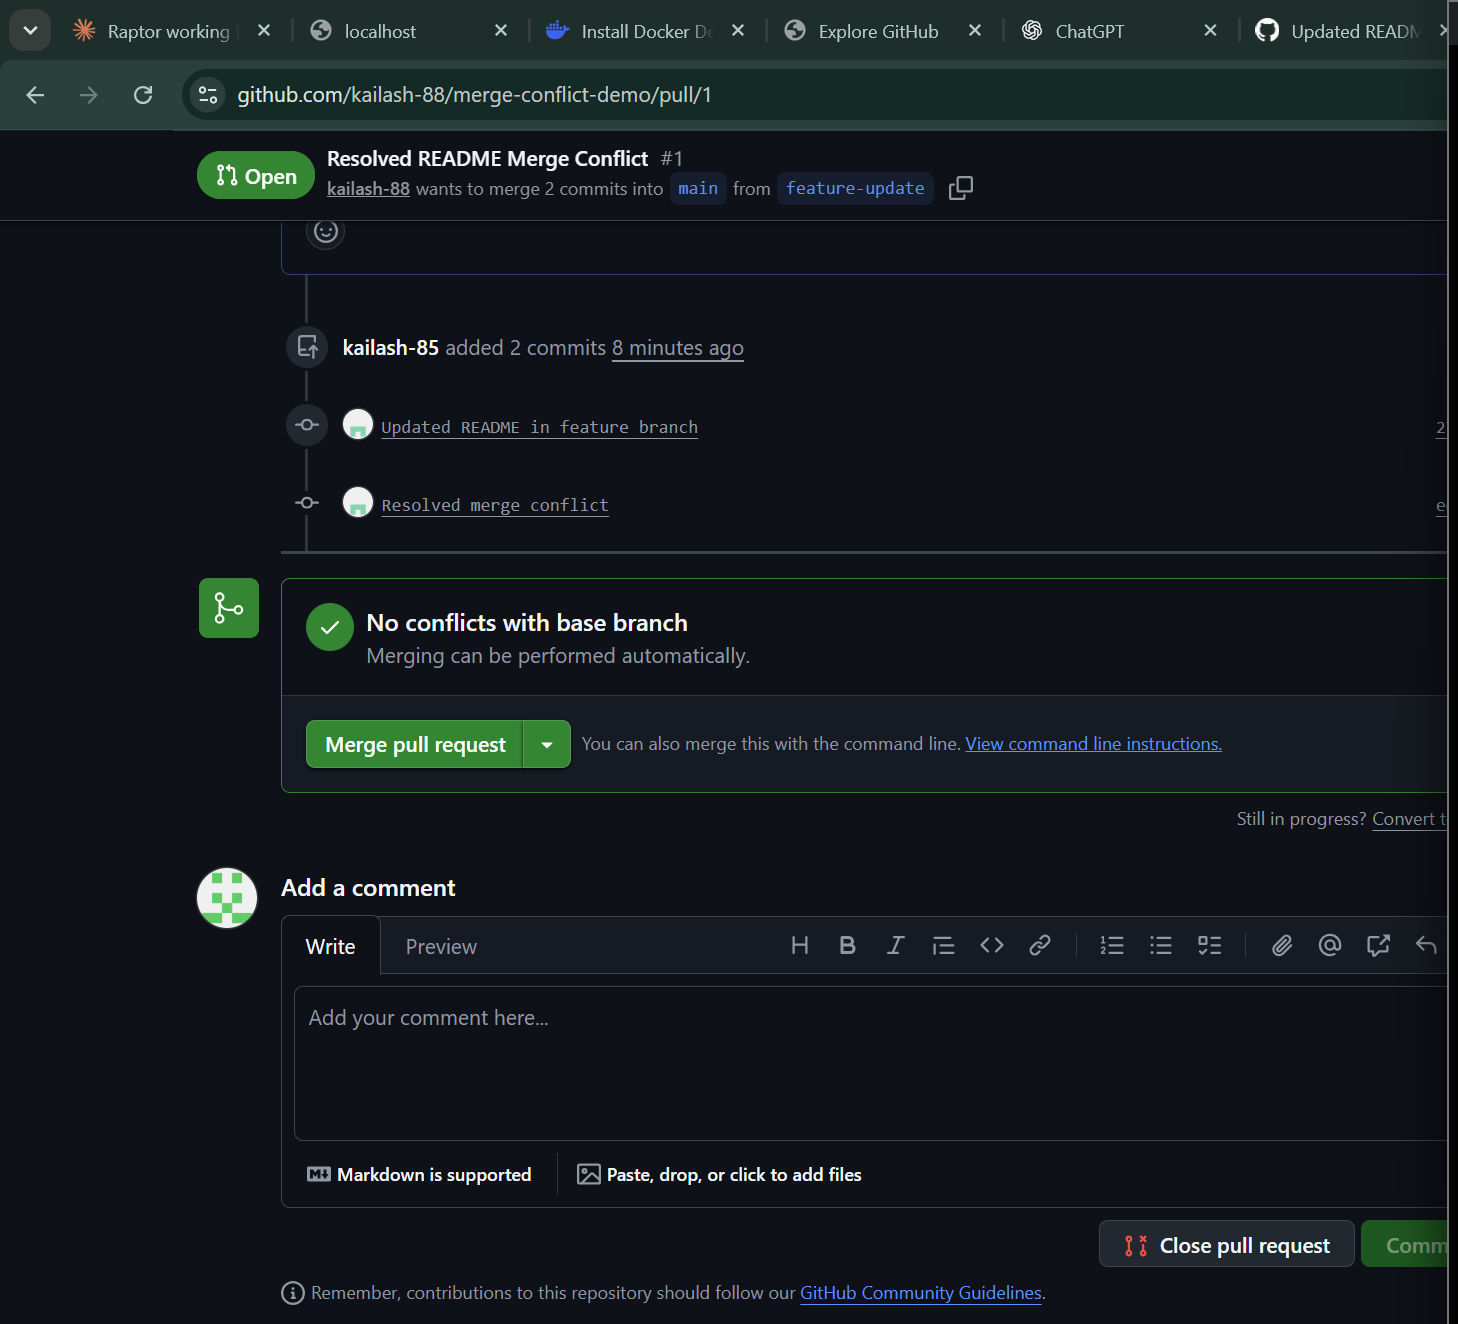 Raptor working
localhost
Install Docker
Explore GitHub
ChatGPT
Updated READM
github.com/kailash-88/merge-conflict-demo/pull/1
Open
Resolved README Merge Conflict #1
kailash-88 wants to merge 2 commits into main from feature-update
kailash-85 added 2 commits 8 minutes ago
Updated README in feature branch
2
Resolved merge conflict
e
No conflicts with base branch
Merging can be performed automatically.
Merge pull request
You can also merge this with the command line. View command line instructions.
Still in progress? Convert t
Add a comment
Write
Preview
Add your comment here...
Markdown is supported
Paste, drop, or click to add files
Close pull request
Comm
Remember, contributions to this repository should follow our GitHub Community Guidelines.